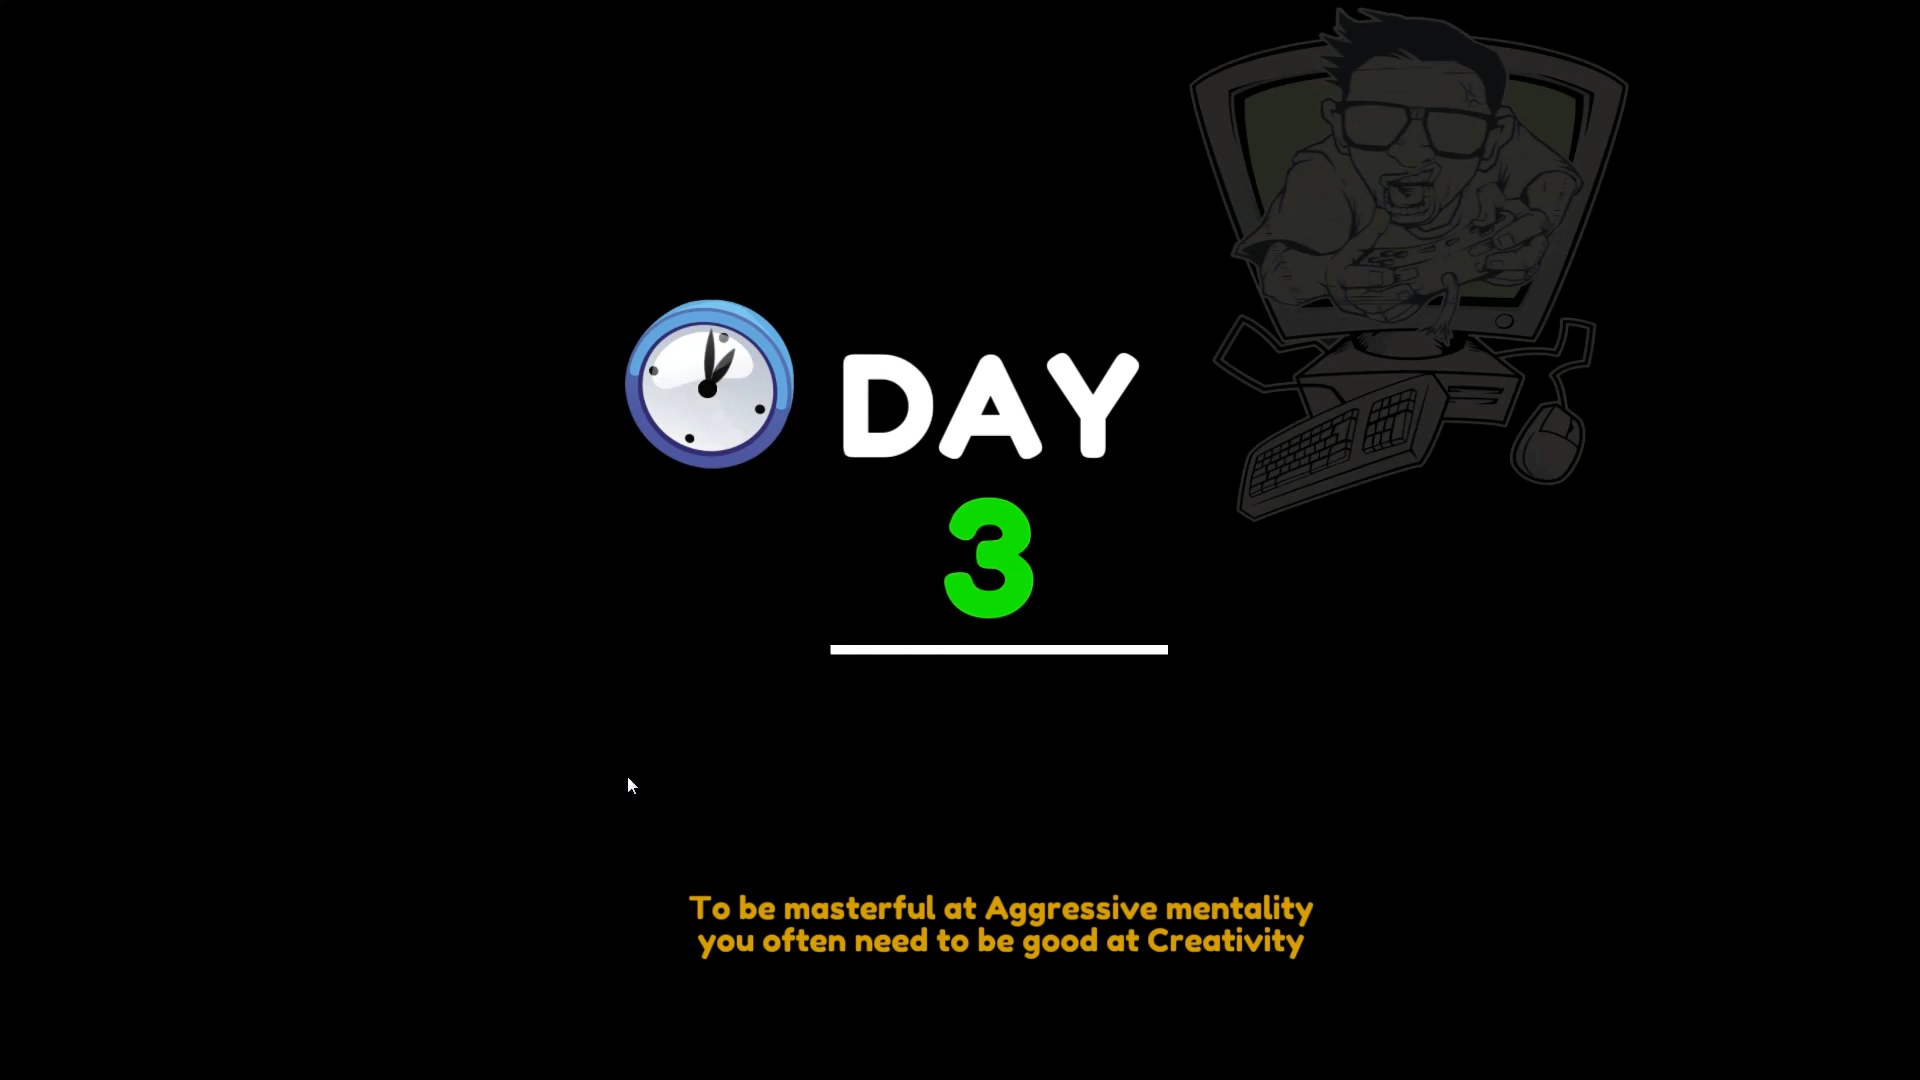 DAY
3
To be masterful at Aggressive mentality
you often need to be good at Creativity